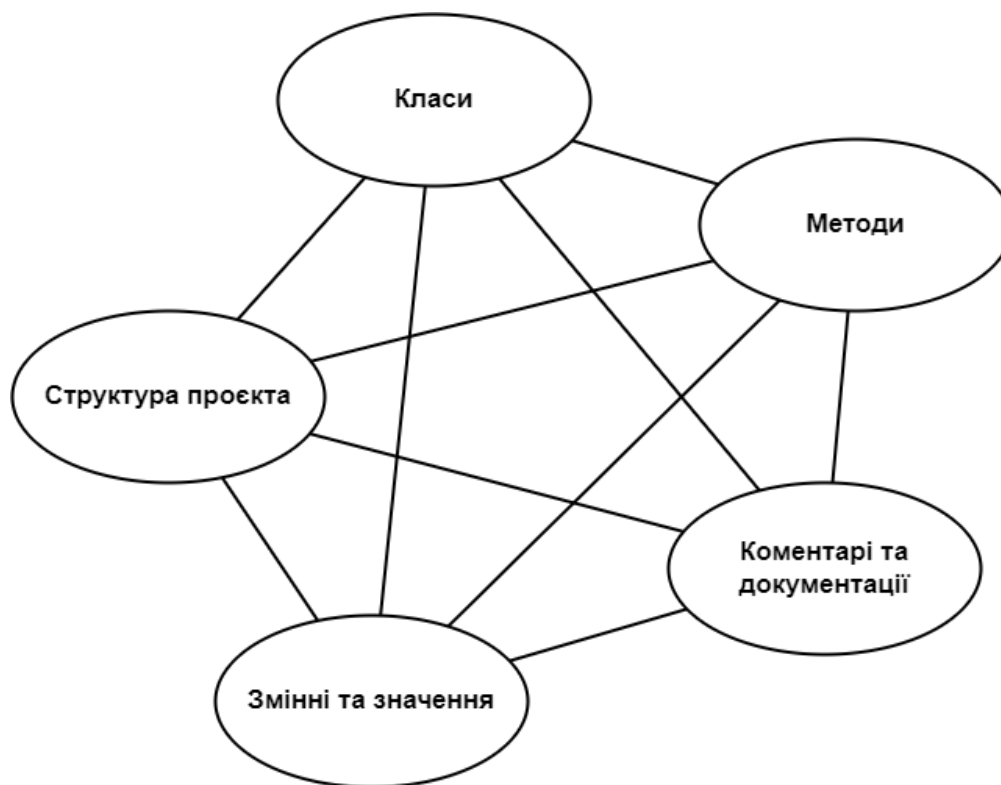 Класи
Методи
Структура проєкта
Коментарі та
документації
Змінні та значення